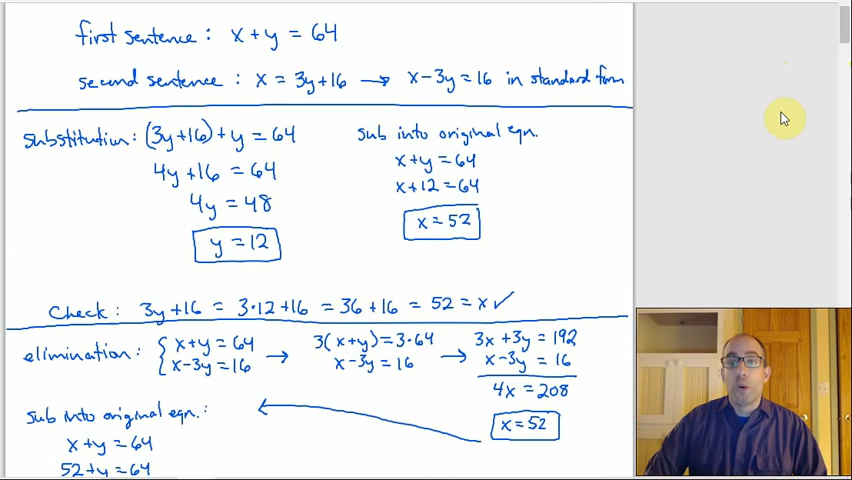 first sentence: x+y = 64
second sentence: x = 3y+16 → x-3y = 16 in standard form
substitution: (3y+16)+y = 64
4y+16 = 64
4y = 48
y = 12
sub into original eqn.
x+y = 64
x+12 = 64
x = 52
Check: 3y+16 = 3·12+16 = 36+16 = 52 = x ✓
elimination: { x+y = 64
x-3y = 16
→ 3(x+y) = 3·64
x-3y = 16
→ 3x+3y = 192
x-3y = 16
4x = 208
x = 52
sub into original eqn.:
x+y = 64
52+y = 64